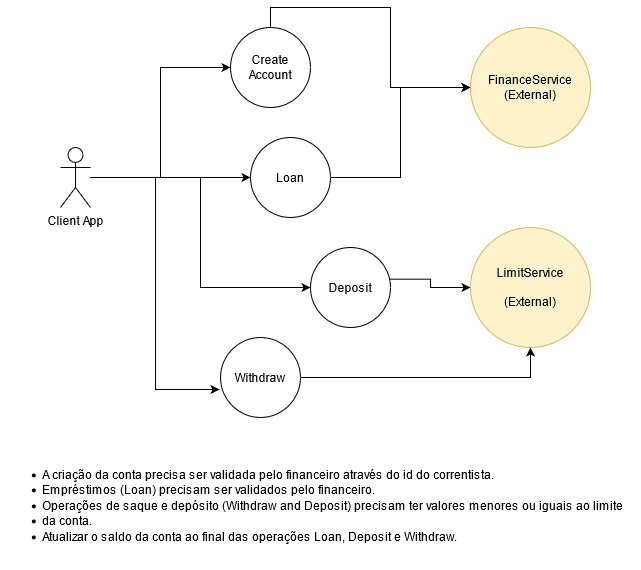 Create
Account
FinanceService
(External)
Loan
Client App
LimitService
(External)
Deposit
Withdraw
• A criação da conta precisa ser validada pelo financeiro através do id do correntista.
• Empréstimos (Loan) precisam ser validados pelo financeiro.
• Operações de saque e depósito (Withdraw and Deposit) precisam ter valores menores ou iguais ao limite
• da conta.
• Atualizar o saldo da conta ao final das operações Loan, Deposit e Withdraw.